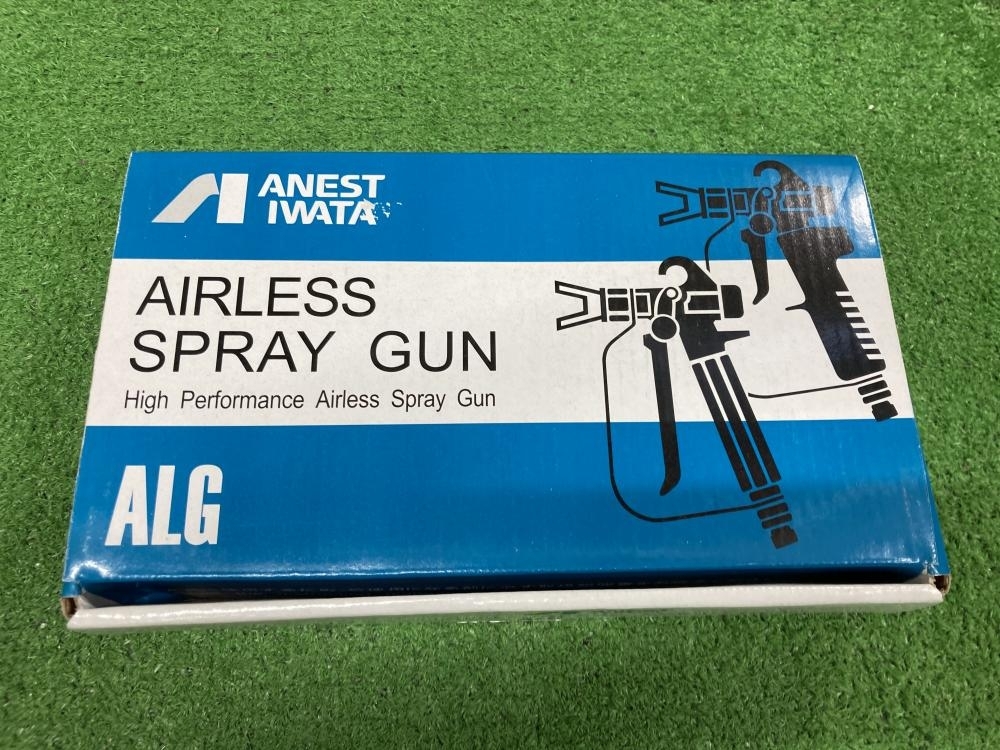 ANEST
IWATA
AIRLESS
SPRAY GUN
High Performance Airless Spray Gun
ALG